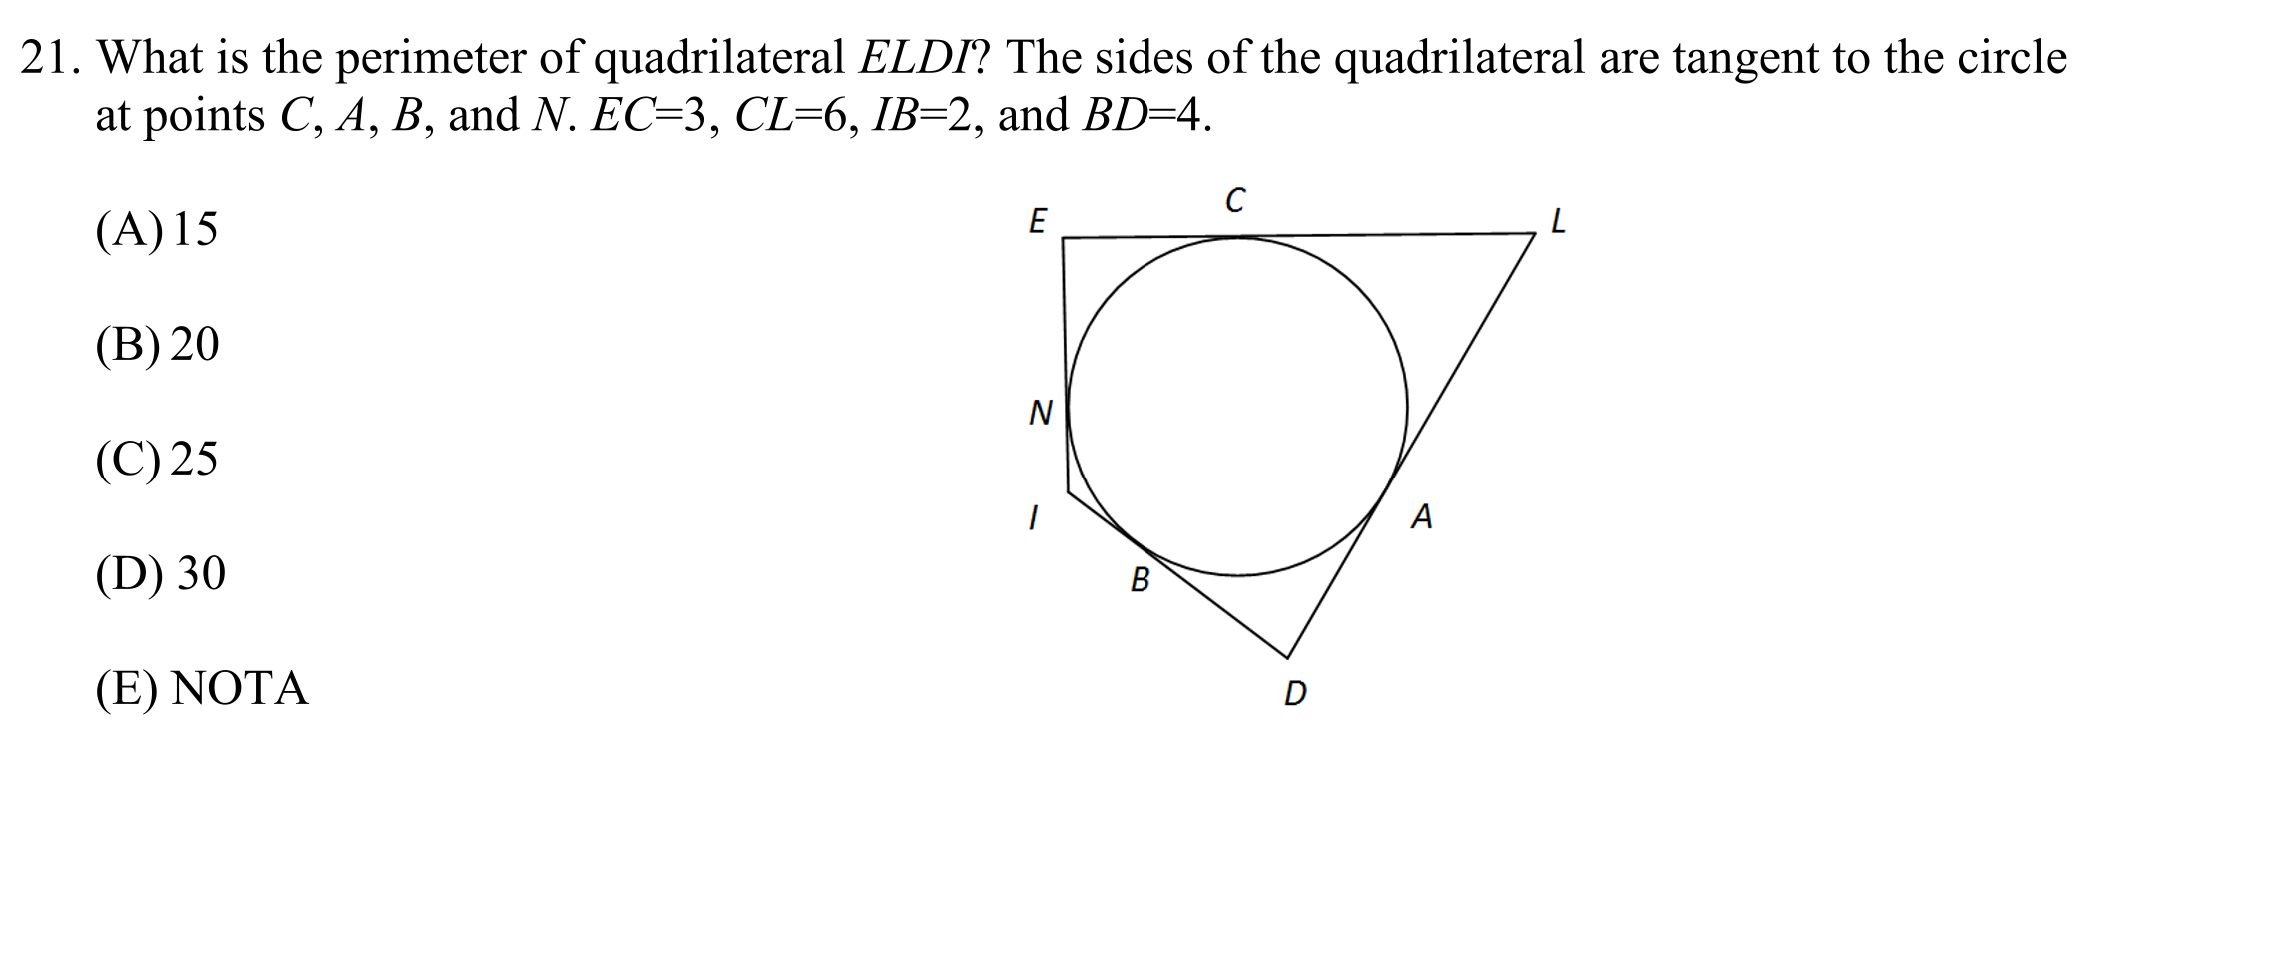 21. What is the perimeter of quadrilateral ELDI? The sides of the quadrilateral are tangent to the circle
at points C, A, B, and N. EC=3, CL=6, IB=2, and BD=4.
(A) 15
(B) 20
(C) 25
(D) 30
(E) NOTA
C
E
L
N
I
A
B
D